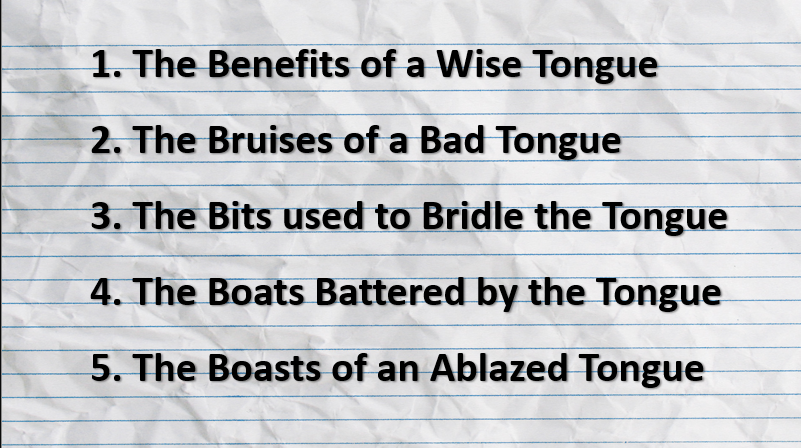 1. The Benefits of a Wise Tongue
2. The Bruises of a Bad Tongue
3. The Bits used to Bridle the Tongue
4. The Boats Battered by the Tongue
5. The Boasts of an Ablazed Tongue